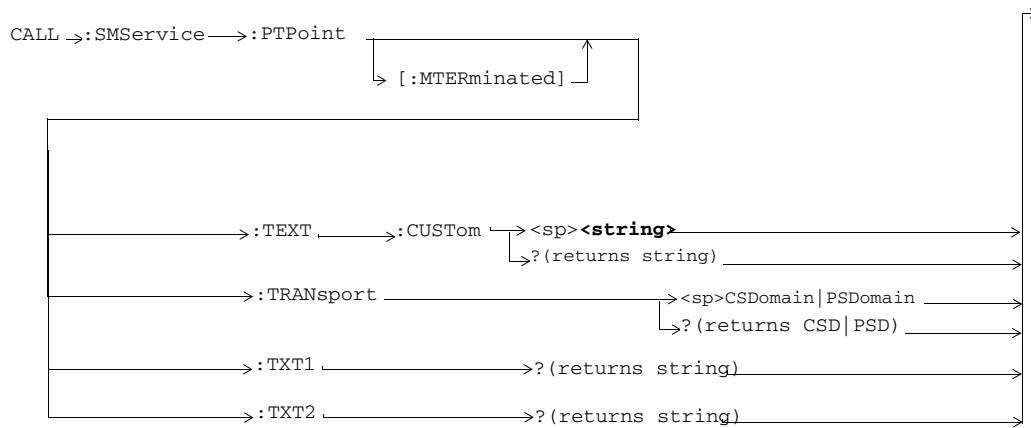 CALL :SMService :PTPoint
[:MTERminated]
:TEXT :CUSTom <sp><string>
?(returns string)
:TRANsport <sp>CSDomain|PSDomain
?(returns CSD|PSD)
:TXT1 ?(returns string)
:TXT2 ?(returns string)